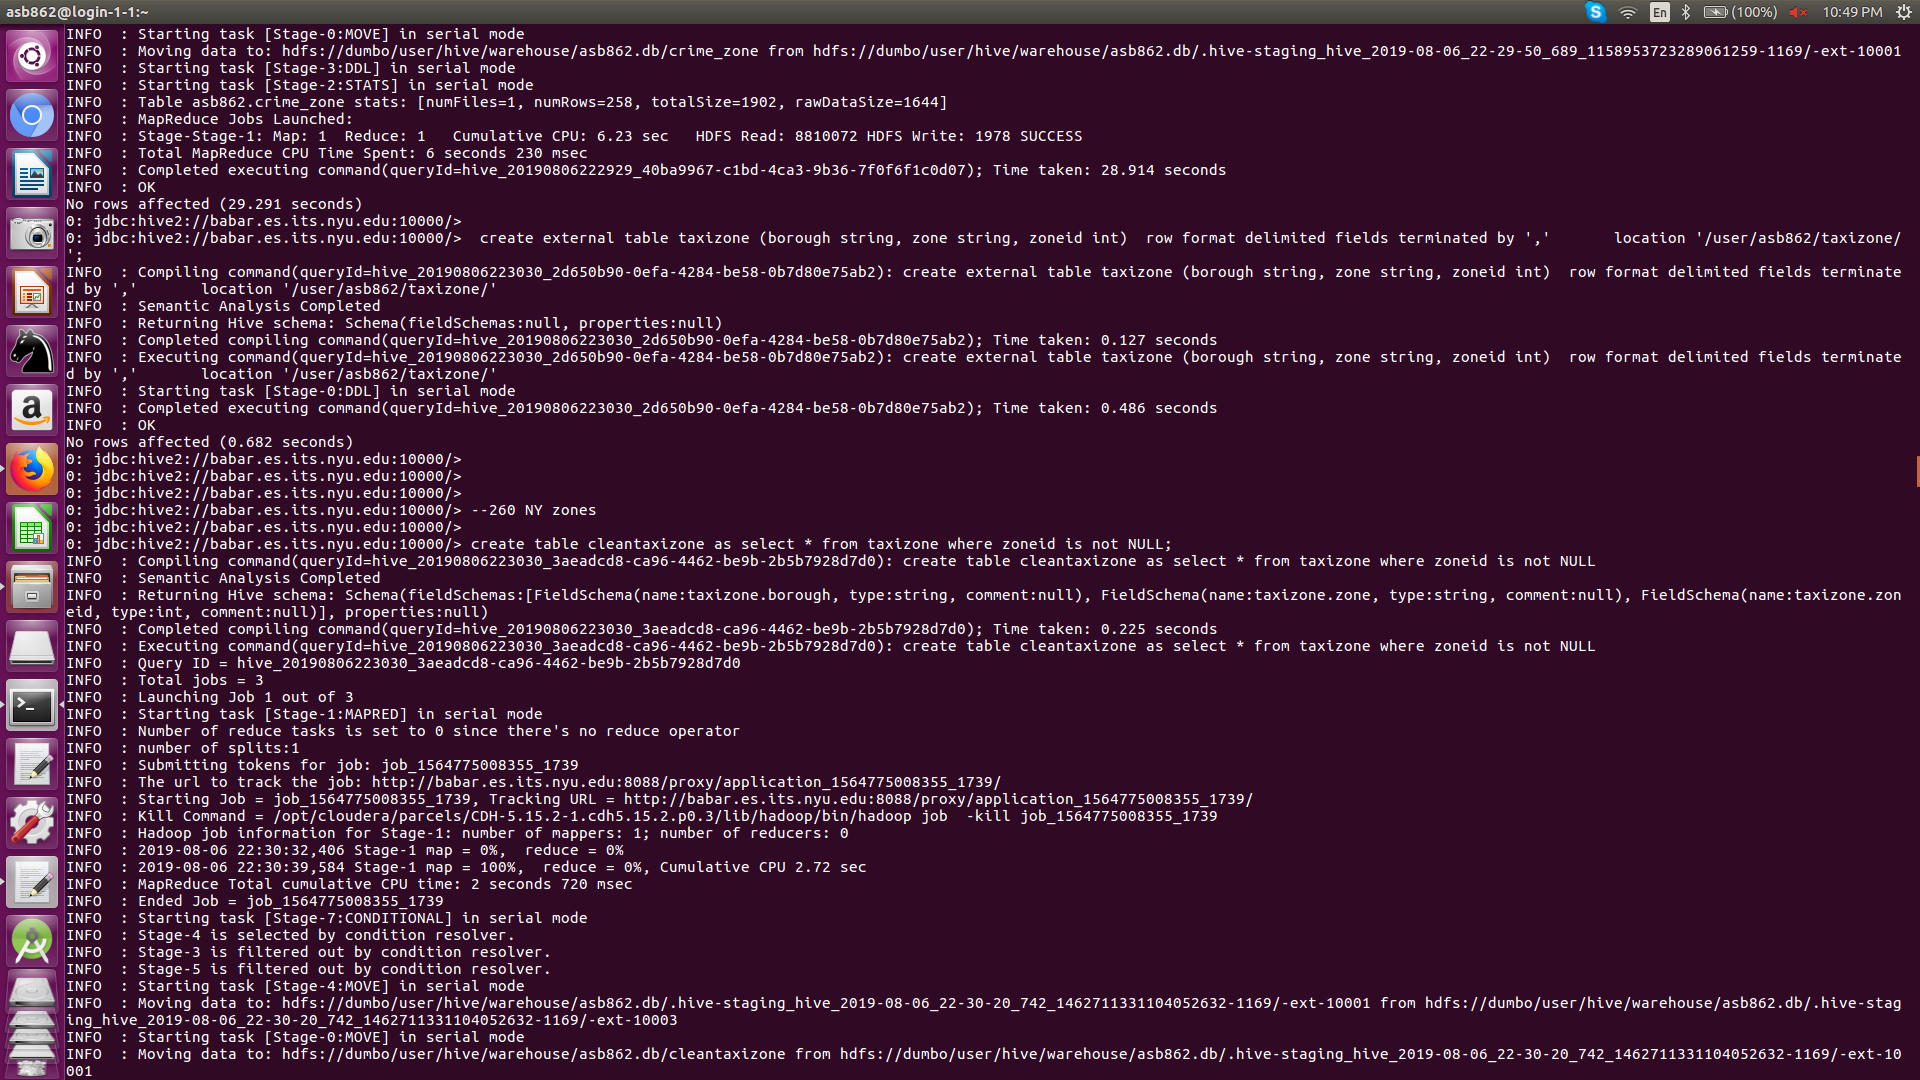 asb862@login-1-1:~
En
(100%)
10:49 PM
INFO  : Starting task [Stage-0:MOVE] in serial mode
INFO  : Moving data to: hdfs://dumbo/user/hive/warehouse/asb862.db/crime_zone from hdfs://dumbo/user/hive/warehouse/asb862.db/.hive-staging_hive_2019-08-06_22-29-50_689_1158953723289061259-1169/-ext-10001
INFO  : Starting task [Stage-3:DDL] in serial mode
INFO  : Starting task [Stage-2:STATS] in serial mode
INFO  : Table asb862.crime_zone stats: [numFiles=1, numRows=258, totalSize=1902, rawDataSize=1644]
INFO  : MapReduce Jobs Launched:
INFO  : Stage-Stage-1: Map: 1  Reduce: 1   Cumulative CPU: 6.23 sec   HDFS Read: 8810072 HDFS Write: 1978 SUCCESS
INFO  : Total MapReduce CPU Time Spent: 6 seconds 230 msec
INFO  : Completed executing command(queryId=hive_20190806222929_40ba9967-c1bd-4ca3-9b36-7f0f6f1c0d07); Time taken: 28.914 seconds
INFO  : OK
No rows affected (29.291 seconds)
0: jdbc:hive2://babar.es.its.nyu.edu:10000/>
0: jdbc:hive2://babar.es.its.nyu.edu:10000/>  create external table taxizone (borough string, zone string, zoneid int)  row format delimited fields terminated by ','       location '/user/asb862/taxizone/
';
INFO  : Compiling command(queryId=hive_20190806223030_2d650b90-0efa-4284-be58-0b7d80e75ab2): create external table taxizone (borough string, zone string, zoneid int)  row format delimited fields terminate
d by ','       location '/user/asb862/taxizone/'
INFO  : Semantic Analysis Completed
INFO  : Returning Hive schema: Schema(fieldSchemas:null, properties:null)
INFO  : Completed compiling command(queryId=hive_20190806223030_2d650b90-0efa-4284-be58-0b7d80e75ab2); Time taken: 0.127 seconds
INFO  : Executing command(queryId=hive_20190806223030_2d650b90-0efa-4284-be58-0b7d80e75ab2): create external table taxizone (borough string, zone string, zoneid int)  row format delimited fields terminate
d by ','       location '/user/asb862/taxizone/'
INFO  : Starting task [Stage-0:DDL] in serial mode
INFO  : Completed executing command(queryId=hive_20190806223030_2d650b90-0efa-4284-be58-0b7d80e75ab2); Time taken: 0.486 seconds
INFO  : OK
No rows affected (0.682 seconds)
0: jdbc:hive2://babar.es.its.nyu.edu:10000/>
0: jdbc:hive2://babar.es.its.nyu.edu:10000/>
0: jdbc:hive2://babar.es.its.nyu.edu:10000/>
0: jdbc:hive2://babar.es.its.nyu.edu:10000/> --260 NY zones
0: jdbc:hive2://babar.es.its.nyu.edu:10000/>
0: jdbc:hive2://babar.es.its.nyu.edu:10000/> create table cleantaxizone as select * from taxizone where zoneid is not NULL;
INFO  : Compiling command(queryId=hive_20190806223030_3aeadcd8-ca96-4462-be9b-2b5b7928d7d0): create table cleantaxizone as select * from taxizone where zoneid is not NULL
INFO  : Semantic Analysis Completed
INFO  : Returning Hive schema: Schema(fieldSchemas:[FieldSchema(name:taxizone.borough, type:string, comment:null), FieldSchema(name:taxizone.zone, type:string, comment:null), FieldSchema(name:taxizone.zon
eid, type:int, comment:null)], properties:null)
INFO  : Completed compiling command(queryId=hive_20190806223030_3aeadcd8-ca96-4462-be9b-2b5b7928d7d0); Time taken: 0.225 seconds
INFO  : Executing command(queryId=hive_20190806223030_3aeadcd8-ca96-4462-be9b-2b5b7928d7d0): create table cleantaxizone as select * from taxizone where zoneid is not NULL
INFO  : Query ID = hive_20190806223030_3aeadcd8-ca96-4462-be9b-2b5b7928d7d0
INFO  : Total jobs = 3
INFO  : Launching Job 1 out of 3
INFO  : Starting task [Stage-1:MAPRED] in serial mode
INFO  : Number of reduce tasks is set to 0 since there's no reduce operator
INFO  : number of splits:1
INFO  : Submitting tokens for job: job_1564775008355_1739
INFO  : The url to track the job: http://babar.es.its.nyu.edu:8088/proxy/application_1564775008355_1739/
INFO  : Starting Job = job_1564775008355_1739, Tracking URL = http://babar.es.its.nyu.edu:8088/proxy/application_1564775008355_1739/
INFO  : Kill Command = /opt/cloudera/parcels/CDH-5.15.2-1.cdh5.15.2.p0.3/lib/hadoop/bin/hadoop job  -kill job_1564775008355_1739
INFO  : Hadoop job information for Stage-1: number of mappers: 1; number of reducers: 0
INFO  : 2019-08-06 22:30:32,406 Stage-1 map = 0%,  reduce = 0%
INFO  : 2019-08-06 22:30:39,584 Stage-1 map = 100%,  reduce = 0%, Cumulative CPU 2.72 sec
INFO  : MapReduce Total cumulative CPU time: 2 seconds 720 msec
INFO  : Ended Job = job_1564775008355_1739
INFO  : Starting task [Stage-7:CONDITIONAL] in serial mode
INFO  : Stage-4 is selected by condition resolver.
INFO  : Stage-3 is filtered out by condition resolver.
INFO  : Stage-5 is filtered out by condition resolver.
INFO  : Starting task [Stage-4:MOVE] in serial mode
INFO  : Moving data to: hdfs://dumbo/user/hive/warehouse/asb862.db/.hive-staging_hive_2019-08-06_22-30-20_742_1462711331104052632-1169/-ext-10001 from hdfs://dumbo/user/hive/warehouse/asb862.db/.hive-stag
ing_hive_2019-08-06_22-30-20_742_1462711331104052632-1169/-ext-10003
INFO  : Starting task [Stage-0:MOVE] in serial mode
INFO  : Moving data to: hdfs://dumbo/user/hive/warehouse/asb862.db/cleantaxizone from hdfs://dumbo/user/hive/warehouse/asb862.db/.hive-staging_hive_2019-08-06_22-30-20_742_1462711331104052632-1169/-ext-10
001